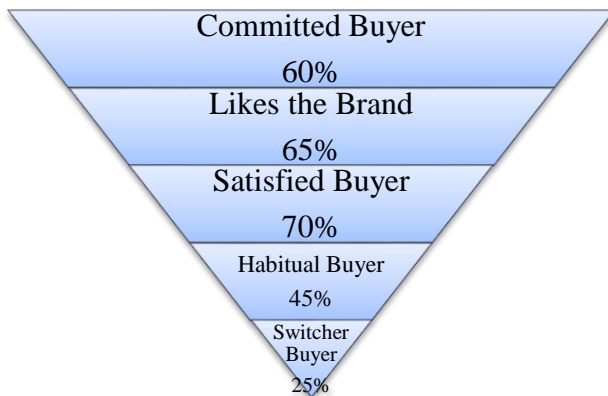 Committed Buyer
60%
Likes the Brand
65%
Satisfied Buyer
70%
Habitual Buyer
45%
Switcher
Buyer
25%